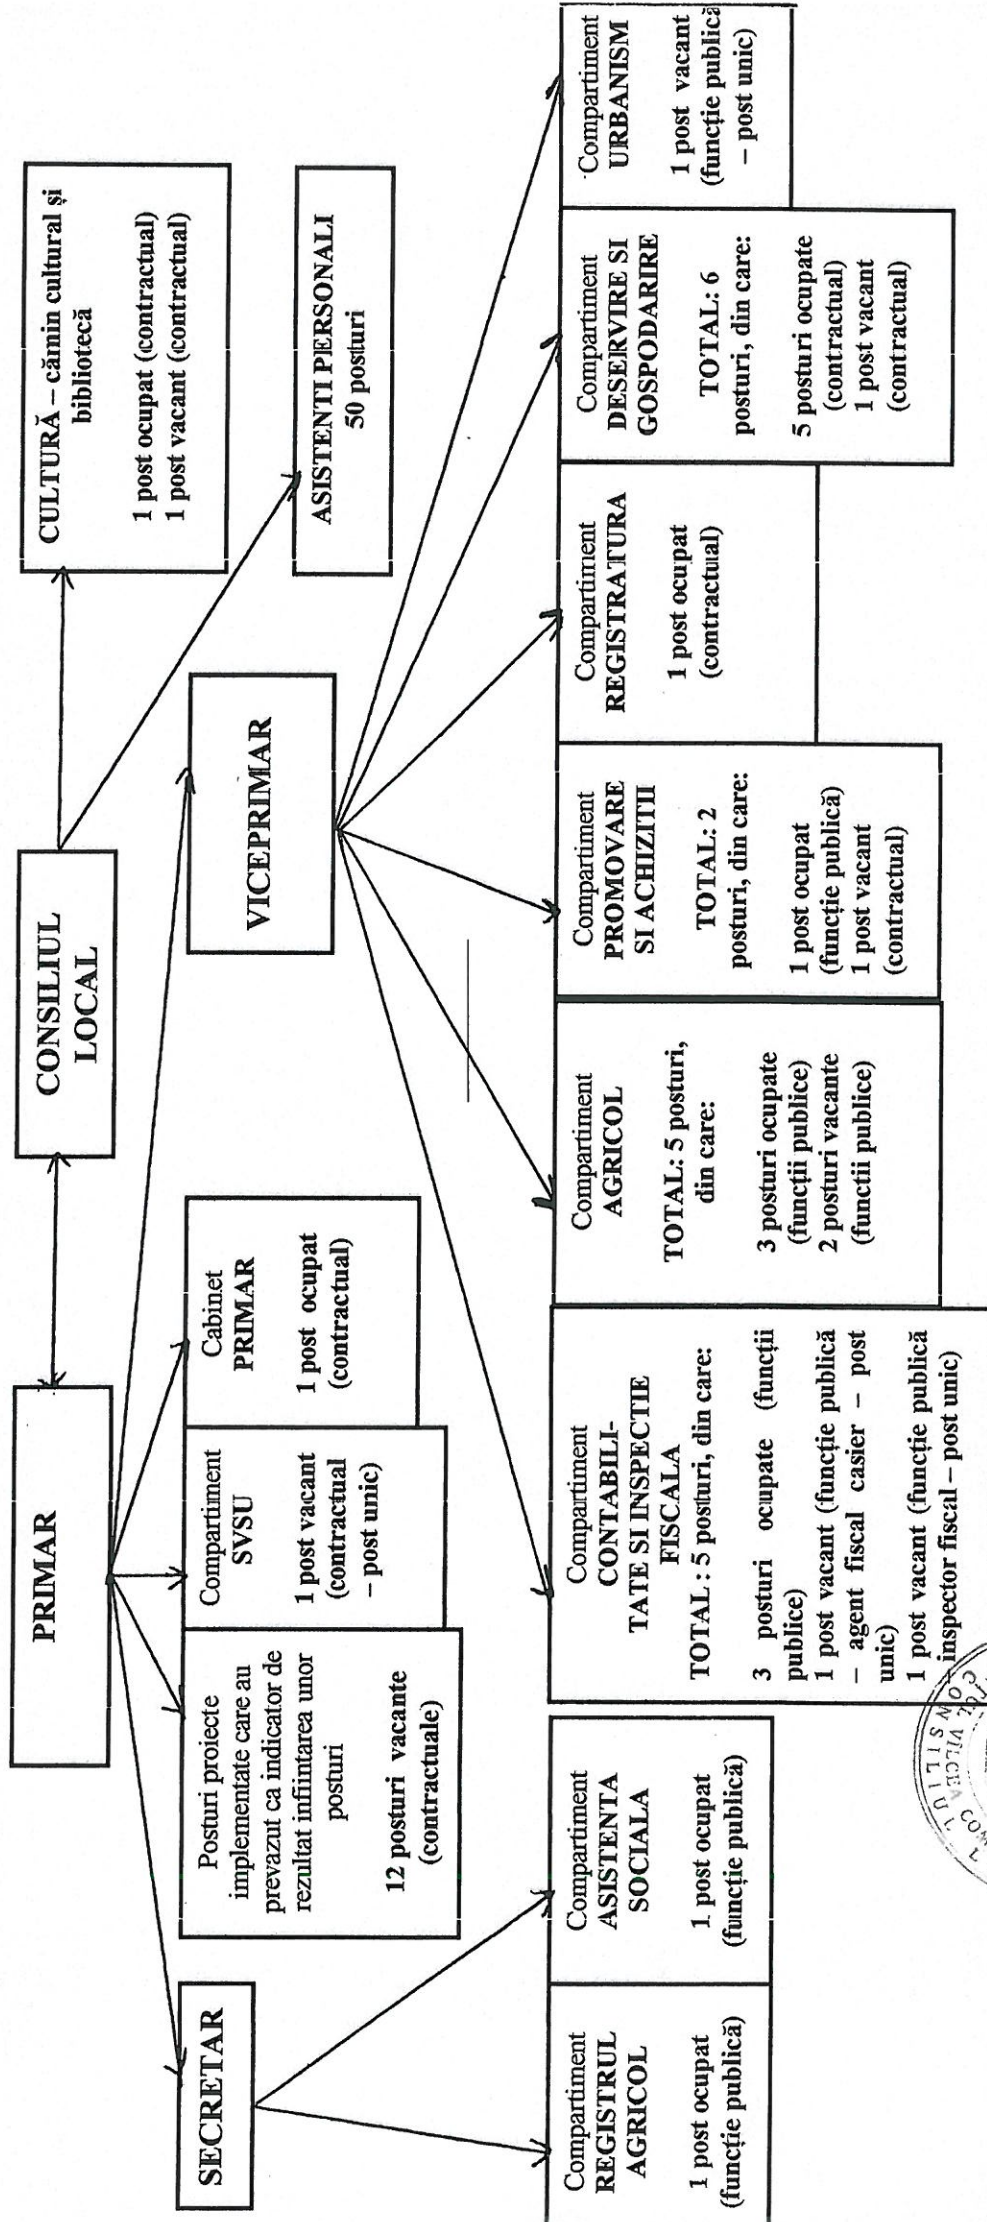 PRIMAR
CONSILIUL
LOCAL
CULTURĂ – cămin cultural și
bibliotecă
1 post ocupat (contractual)
1 post vacant (contractual)
ASISTENTI PERSONALI
50 posturi
SECRETAR
Posturi proiecte
implementate care au
prevazut ca indicator de
rezultat infiintarea unor
posturi
12 posturi vacante
(contractuale)
Compartiment
SVSU
1 post vacant
(contractual
– post unic)
Cabinet
PRIMAR
1 post ocupat
(contractual)
VICEPRIMAR
Compartiment
REGISTRUL
AGRICOL
1 post ocupat
(funcție publică)
Compartiment
ASISTENTA
SOCIALA
1 post ocupat
(funcție publică)
Compartiment
CONTABILI-
TATE SI INSPECTIE
FISCALA
TOTAL : 5 posturi, din care:
3 posturi ocupate (funcții
publice)
1 post vacant (funcție publică
– agent fiscal casier – post
unic)
1 post vacant (funcție publică
– inspector fiscal – post unic)
Compartiment
AGRICOL
TOTAL: 5 posturi,
din care:
3 posturi ocupate
(funcții publice)
2 posturi vacante
(functii publice)
Compartiment
PROMOVARE
SI ACHIZITII
TOTAL: 2
posturi, din care:
1 post ocupat
(funcție publică)
1 post vacant
(contractual)
Compartiment
REGISTRATURA
1 post ocupat
(contractual)
Compartiment
DESERVIRE SI
GOSPODARIRE
TOTAL: 6
posturi, din care:
5 posturi ocupate
(contractual)
1 post vacant
(contractual)
Compartiment
URBANISM
1 post vacant
(funcție publică
– post unic)
VILCEA